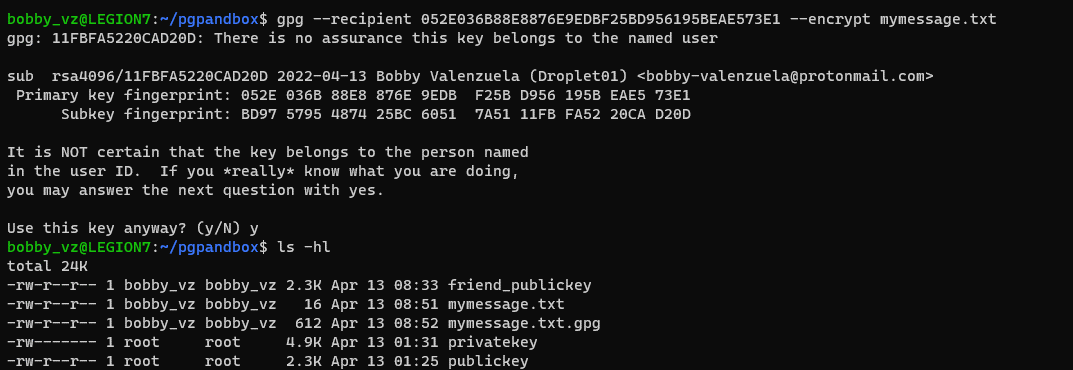 bobby_vz@LEGION7:~/pgpandbox$ gpg --recipient 052E036B88E8876E9EDBF25BD956195BEAE573E1 --encrypt mymessage.txt
gpg: 11FBFA5220CAD20D: There is no assurance this key belongs to the named user

sub  rsa4096/11FBFA5220CAD20D 2022-04-13 Bobby Valenzuela (Droplet01) <bobby-valenzuela@protonmail.com>
 Primary key fingerprint: 052E 036B 88E8 876E 9EDB  F25B D956 195B EAE5 73E1
      Subkey fingerprint: BD97 5795 4874 25BC 6051  7A51 11FB FA52 20CA D20D

It is NOT certain that the key belongs to the person named
in the user ID.  If you *really* know what you are doing,
you may answer the next question with yes.

Use this key anyway? (y/N) y
bobby_vz@LEGION7:~/pgpandbox$ ls -hl
total 24K
-rw-r--r-- 1 bobby_vz bobby_vz 2.3K Apr 13 08:33 friend_publickey
-rw-r--r-- 1 bobby_vz bobby_vz   16 Apr 13 08:51 mymessage.txt
-rw-r--r-- 1 bobby_vz bobby_vz  612 Apr 13 08:52 mymessage.txt.gpg
-rw------- 1 root     root     4.9K Apr 13 01:31 privatekey
-rw-r--r-- 1 root     root     2.3K Apr 13 01:25 publickey